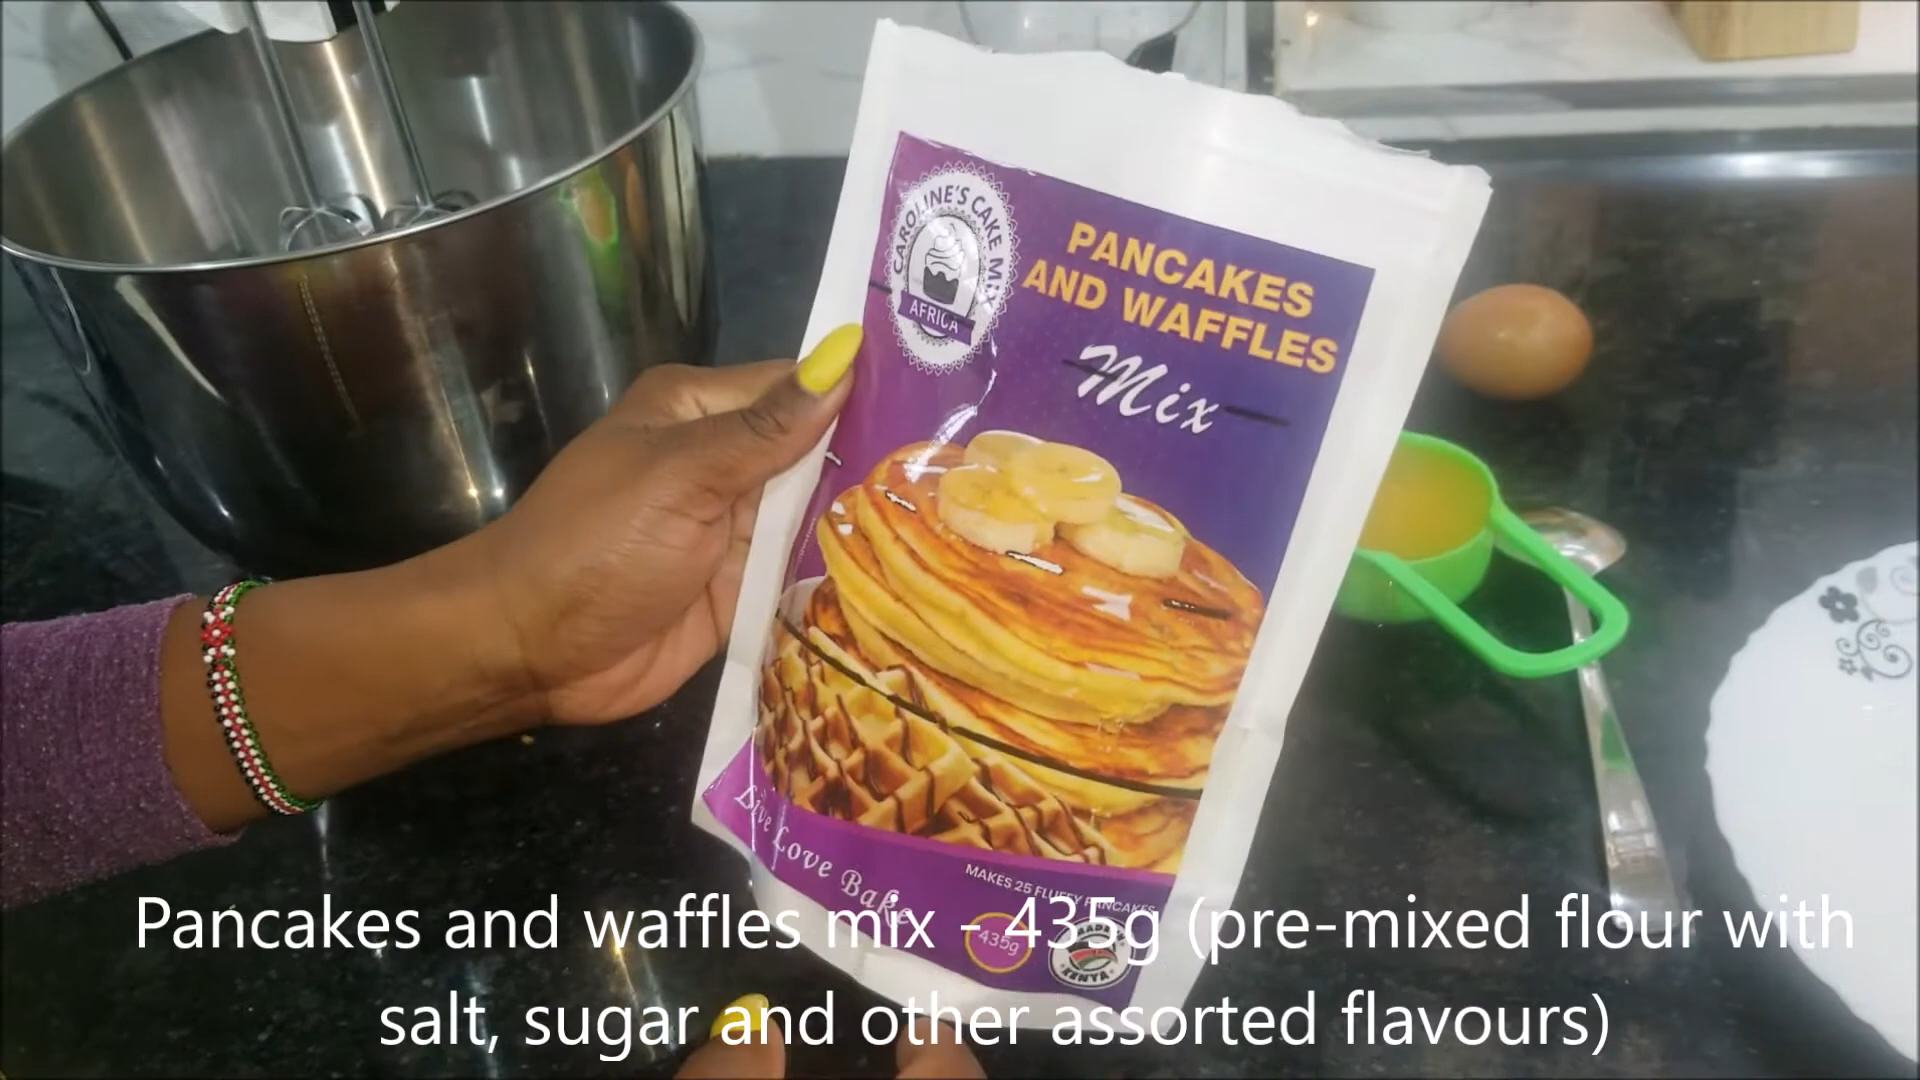 CAROLINE'S CAKE MIX
AFRICA
PANCAKES
AND WAFFLES
Mix
Live Love Bake
MAKES 25 FLUFFY PANCAKES
435g
KENYA
Pancakes and waffles mix - 435g (pre-mixed flour with
salt, sugar and other assorted flavours)